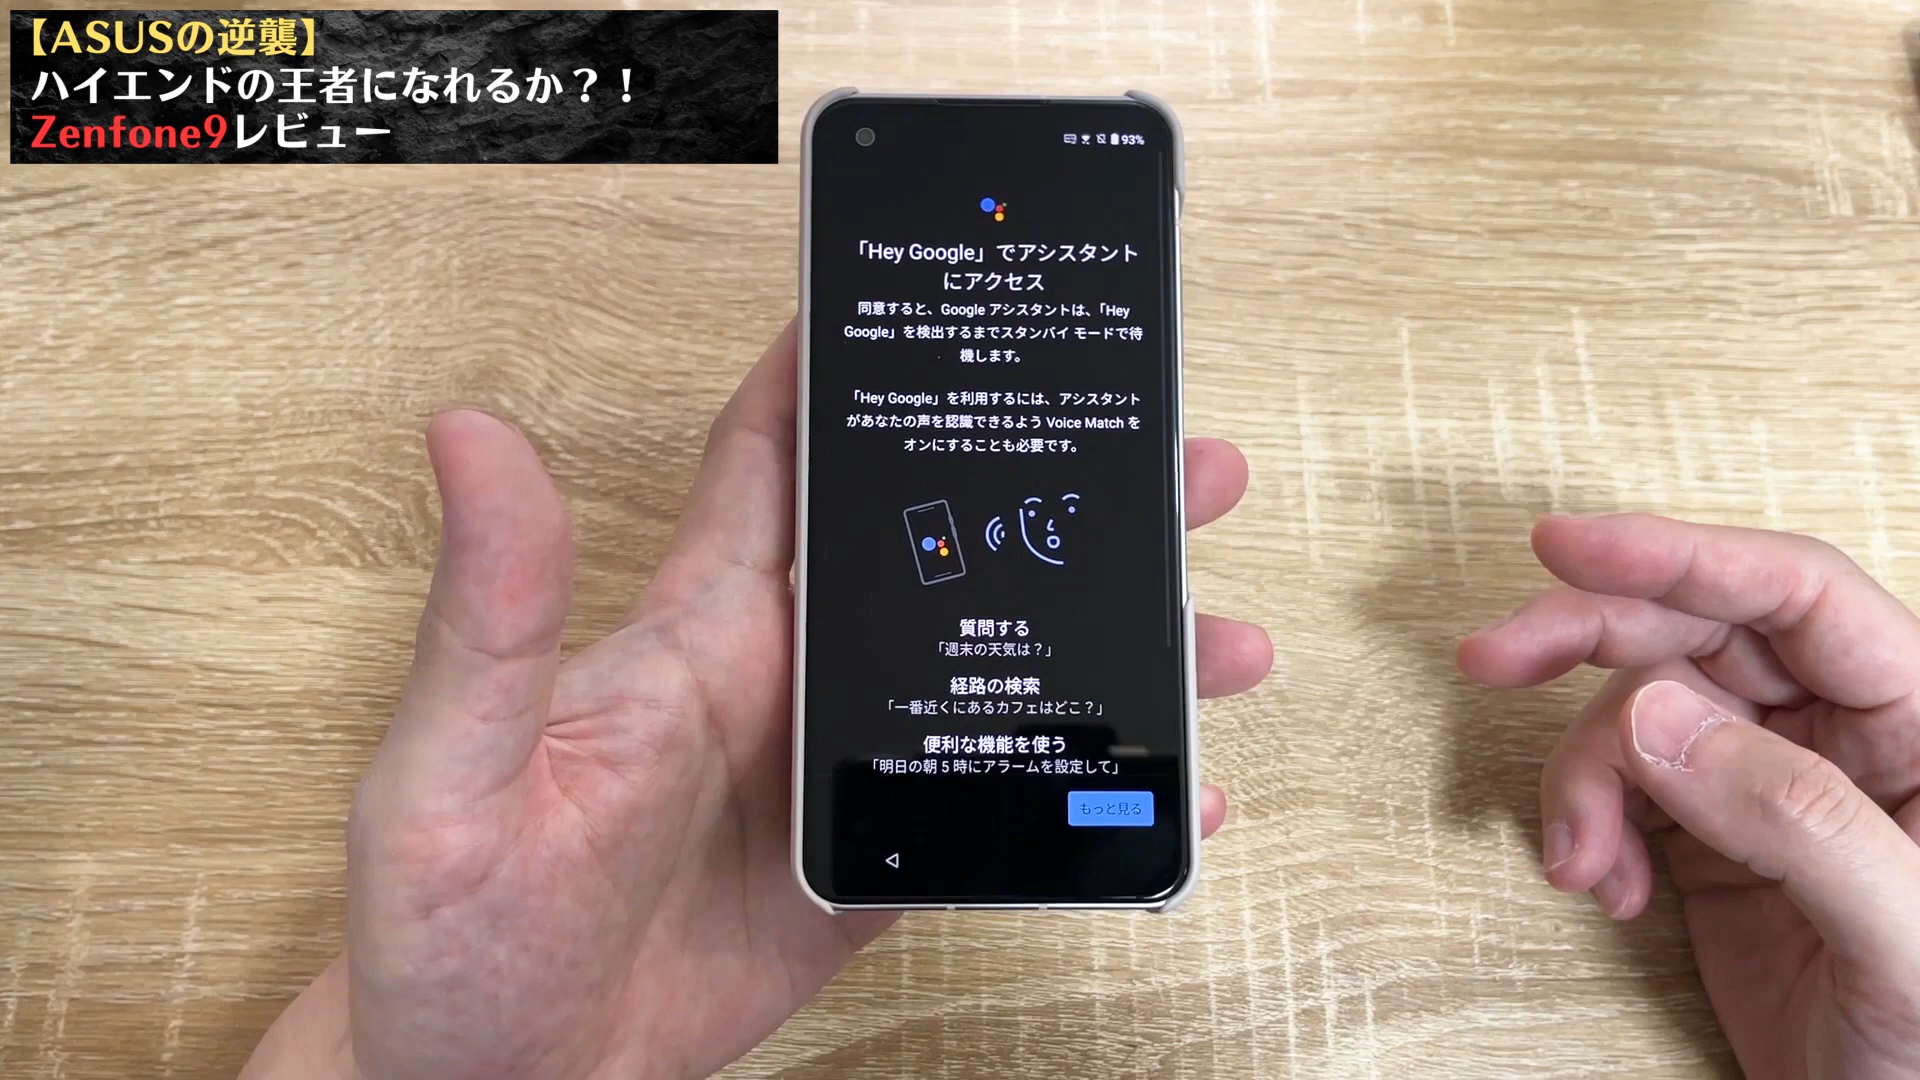 【ASUSの逆襲】
ハイエンドの王者になれるか？！
Zenfone9レビュー
93%
「Hey Google」でアシスタント
にアクセス
同意すると、Google アシスタントは、「Hey
Google」を検出するまでスタンバイ モードで待
機します。
「Hey Google」を利用するには、アシスタント
があなたの声を認識できるよう Voice Match を
オンにすることも必要です。
質問する
「週末の天気は？」
経路の検索
「一番近くにあるカフェはどこ？」
便利な機能を使う
「明日の朝 5 時にアラームを設定して」
もっと見る